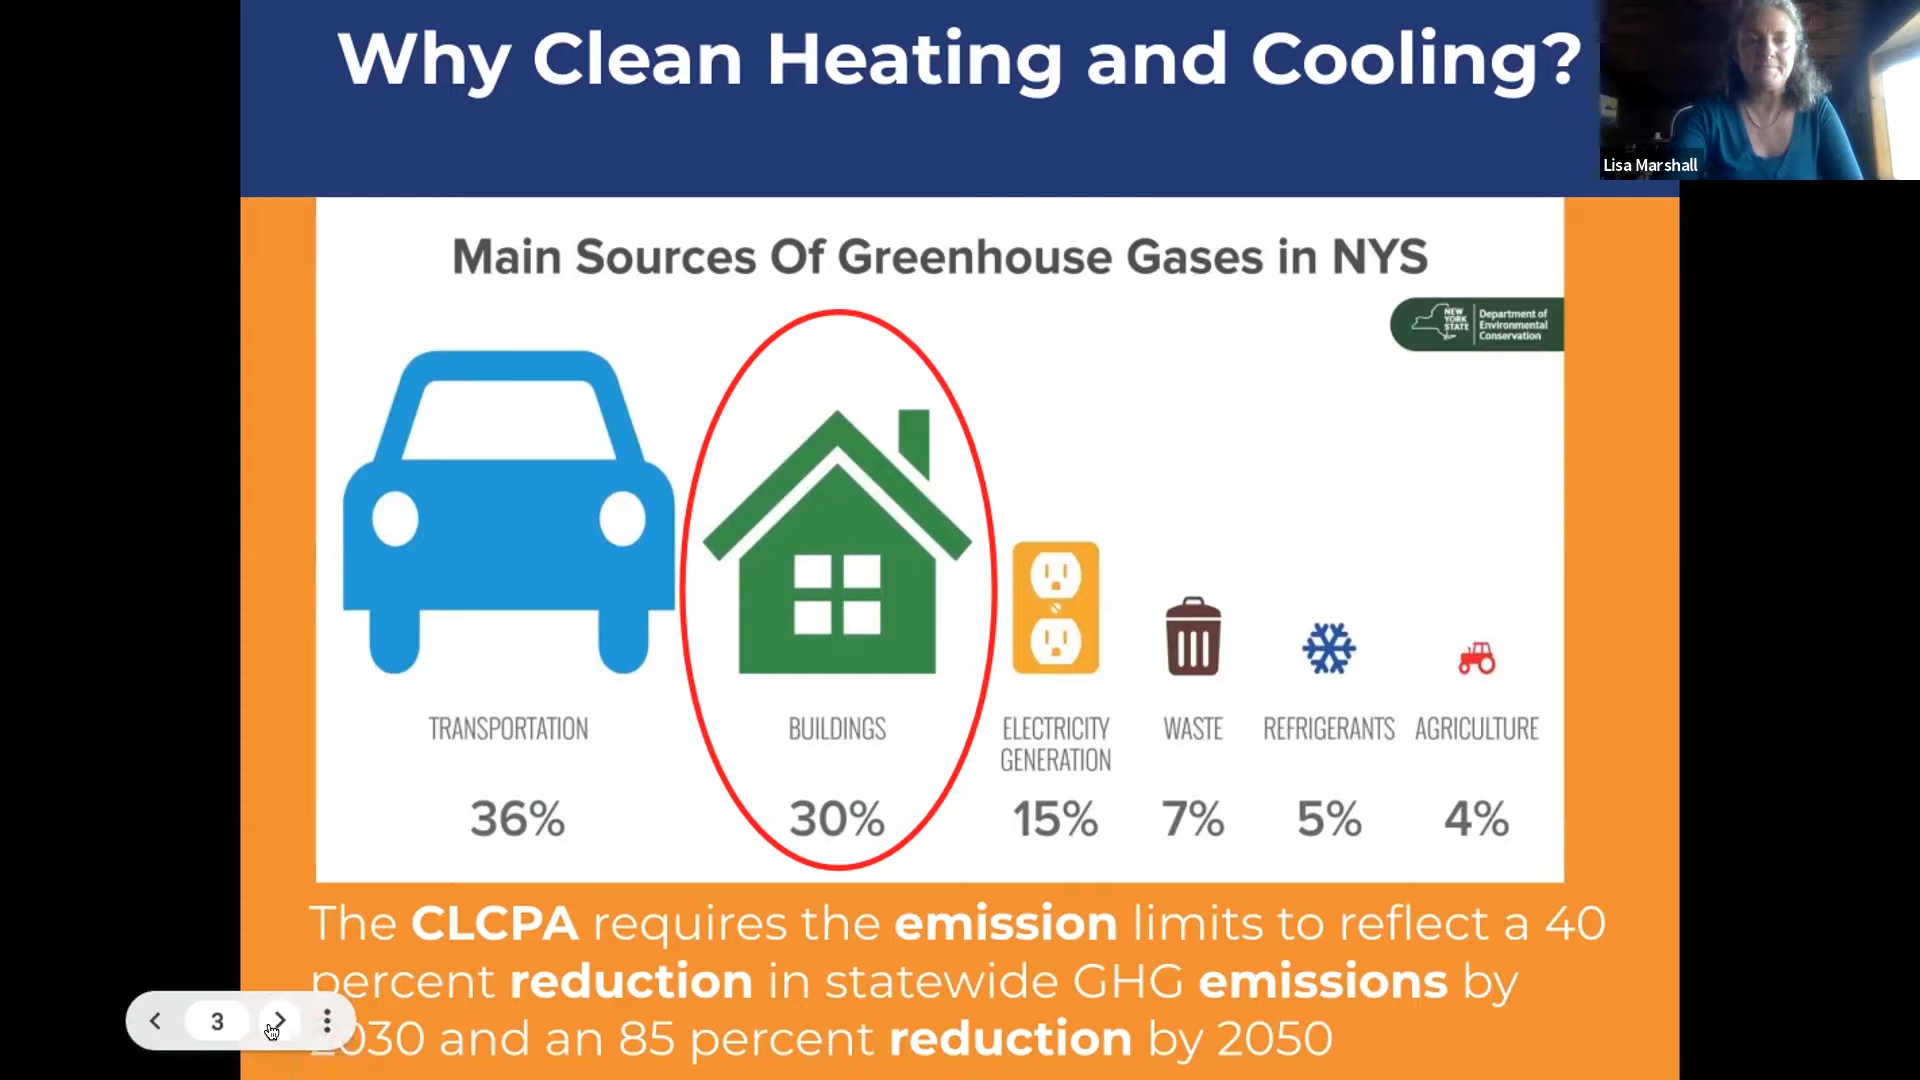 Why Clean Heating and Cooling?
Lisa Marshall
Main Sources Of Greenhouse Gases in NYS
NEW
YORK
STATE
Department of
Environmental
Conservation
TRANSPORTATION
BUILDINGS
ELECTRICITY
GENERATION
WASTE
REFRIGERANTS
AGRICULTURE
36%
30%
15%
7%
5%
4%
The CLCPA requires the emission limits to reflect a 40
percent reduction in statewide GHG emissions by
2030 and an 85 percent reduction by 2050
3